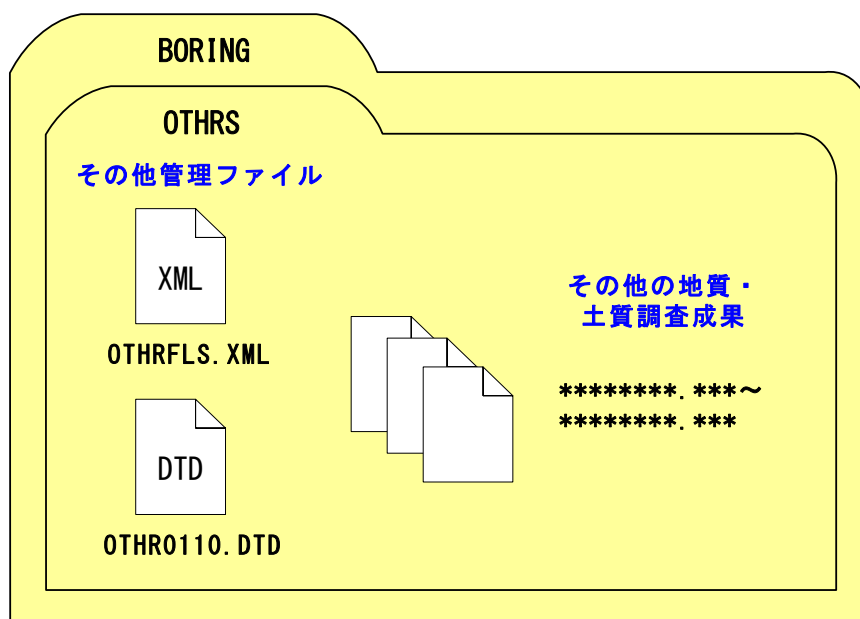 BORING
OTHRS
その他管理ファイル
XML
OTHRFLS.XML
DTD
OTHR0110.DTD
その他の地質・
土質調査成果
********.***～
********.***